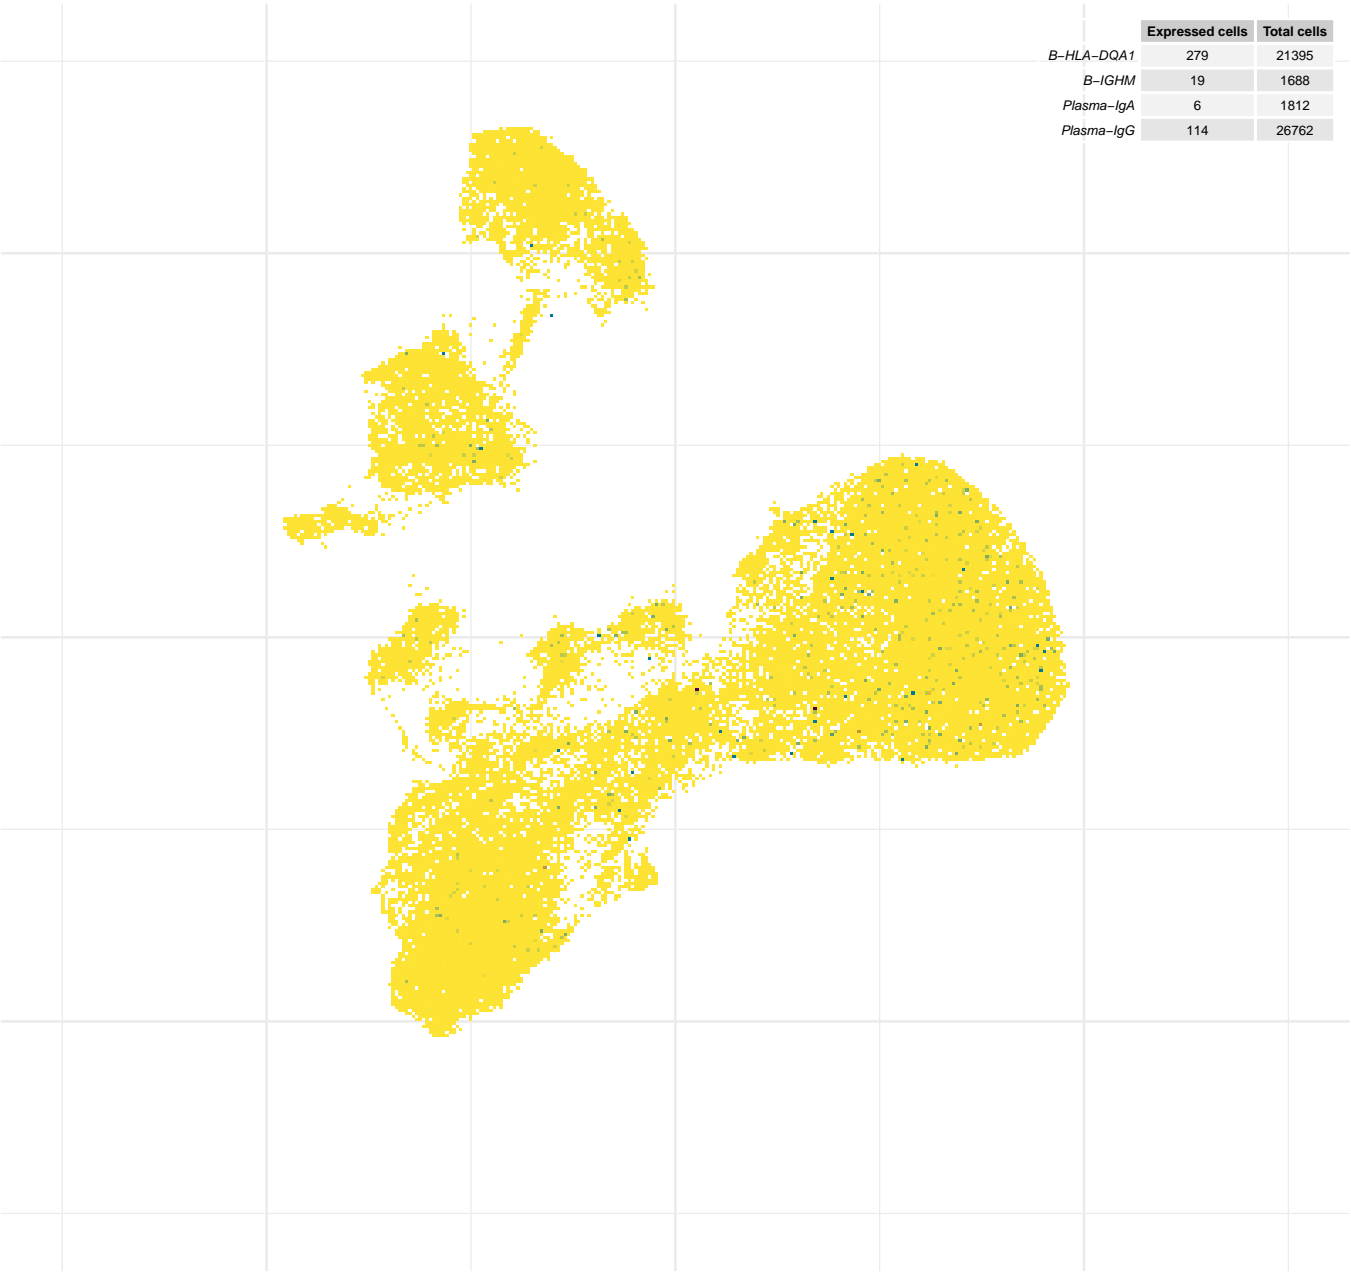 Expressed cells Total cells
B−HLA−DQA1 279 21395
B−IGHM 19 1688
Plasma−IgA 6 1812
Plasma−IgG 114 26762